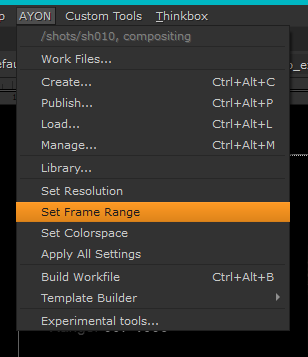 AYON Custom Tools Thinkbox
/shots/sh010, compositing
Work Files...
Create... Ctrl+Alt+C
Publish... Ctrl+Alt+P
Load... Ctrl+Alt+L
Manage... Ctrl+Alt+M
Library...
Set Resolution
Set Frame Range
Set Colorspace
Apply All Settings
Build Workfile Ctrl+Alt+B
Template Builder
Experimental tools...